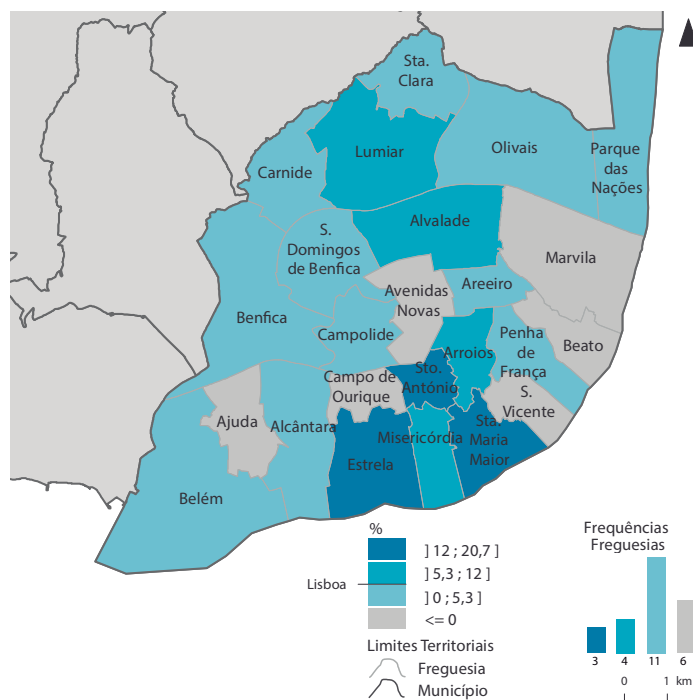 Sta.
Clara
Lumiar
Olivais
Parque
das
Nações
Carnide
Alvalade
S.
Domingos
de Benfica
Marvila
Avenidas
Novas
Areeiro
Benfica
Campolide
Penha
de
França
Beato
Arroios
Sto.
António
Campo de
Ourique
S.
Vicente
Ajuda
Alcântara
Misericórdia
Sta.
Maria
Maior
Estrela
Belém
%
] 12 ; 20,7 ]
] 5,3 ; 12 ]
Lisboa
] 0 ; 5,3 ]
<= 0
Limites Territoriais
Freguesia
Município
Frequências
Freguesias
3 4 11 6
0 1 km